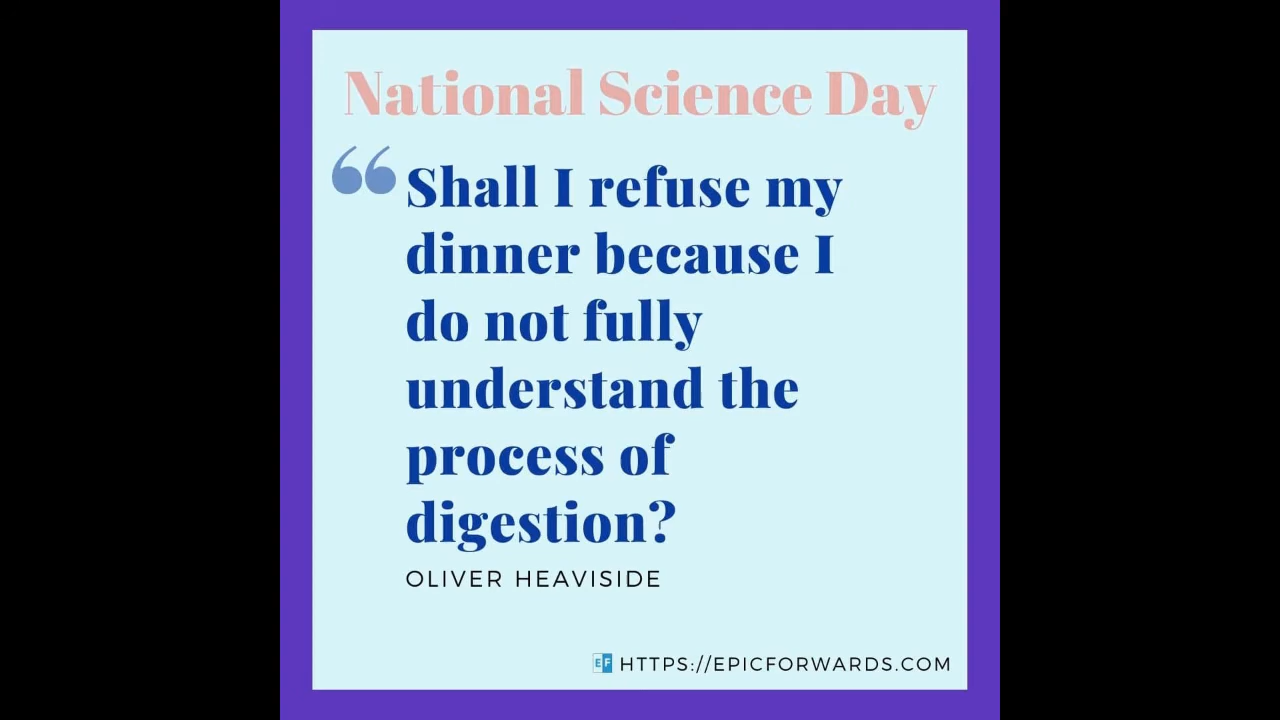 National Science Day
“Shall I refuse my
dinner because I
do not fully
understand the
process of
digestion?
OLIVER HEAVISIDE
EF HTTPS://EPICFORWARDS.COM